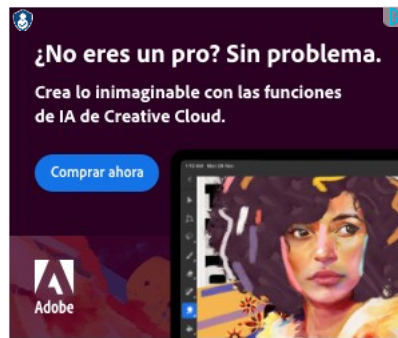 ¿No eres un pro? Sin problema.
Crea lo inimaginable con las funciones
de IA de Creative Cloud.
Comprar ahora
Adobe